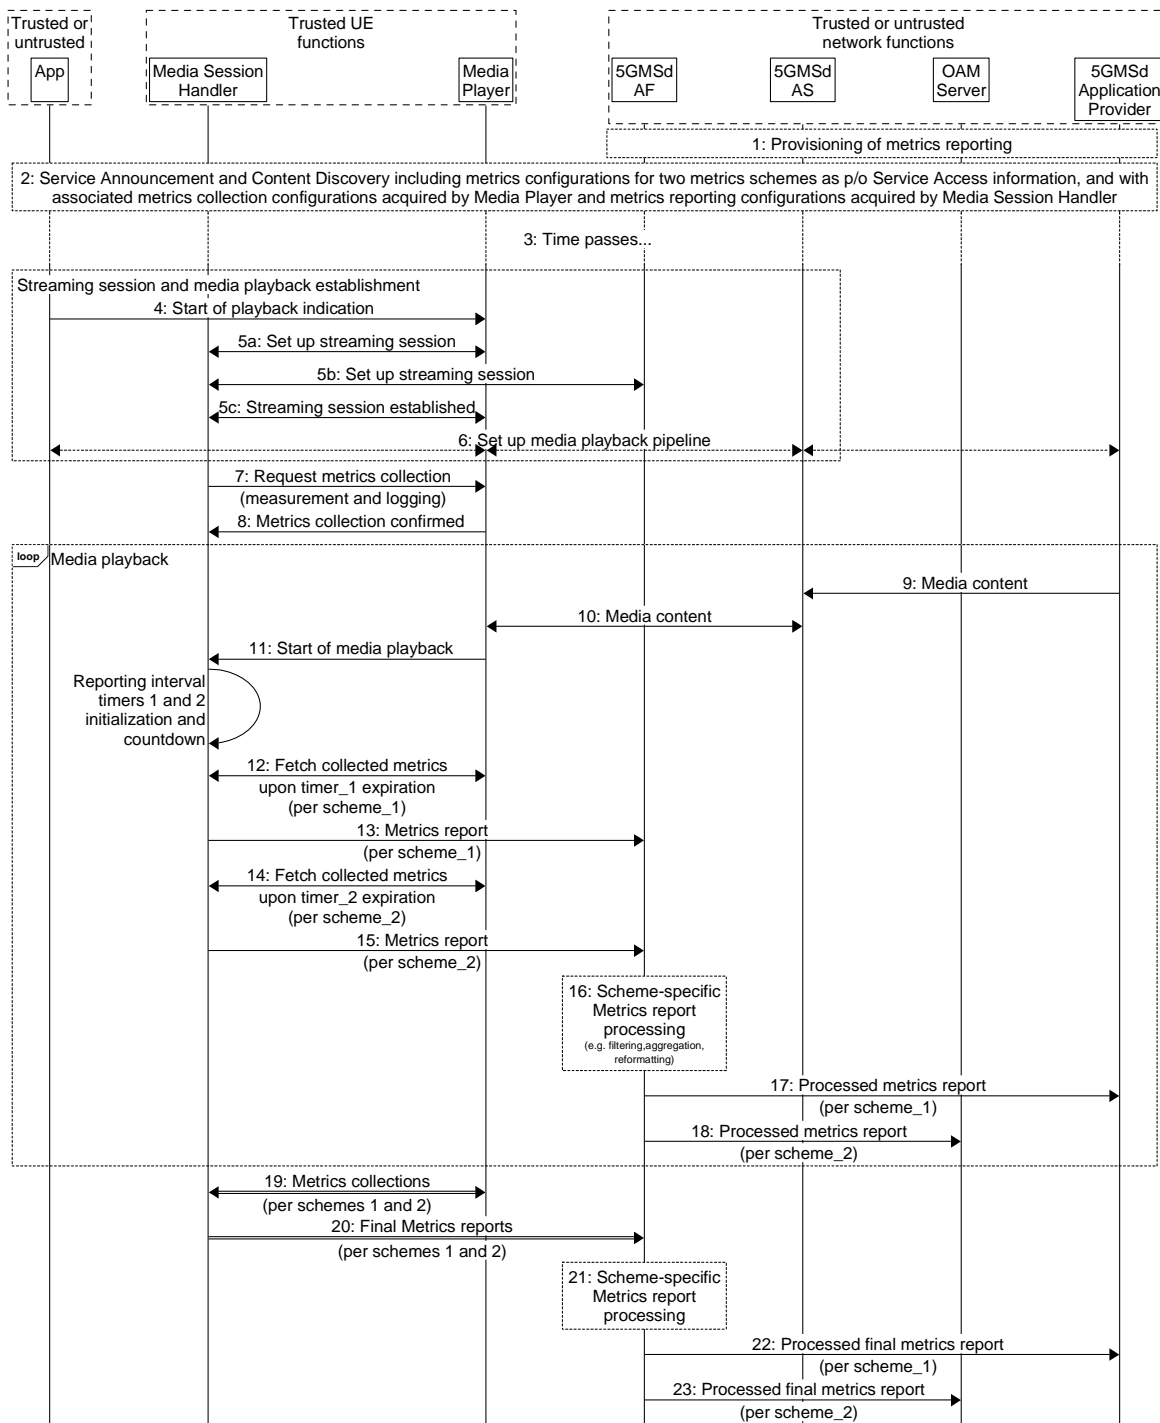 Trusted or
untrusted
Trusted UE
functions
Trusted or untrusted
network functions
App
Media Session
Handler
Media
Player
5GMSd
AF
5GMSd
AS
OAM
Server
5GMSd
Application
Provider
1: Provisioning of metrics reporting
2: Service Announcement and Content Discovery including metrics configurations for two metrics schemes as p/o Service Access information, and with
associated metrics collection configurations acquired by Media Player and metrics reporting configurations acquired by Media Session Handler
3: Time passes...
Streaming session and media playback establishment
4: Start of playback indication
5a: Set up streaming session
5b: Set up streaming session
5c: Streaming session established
6: Set up media playback pipeline
7: Request metrics collection
(measurement and logging)
8: Metrics collection confirmed
loop
Media playback
9: Media content
10: Media content
11: Start of media playback
Reporting interval
timers 1 and 2
initialization and
countdown
12: Fetch collected metrics
upon timer_1 expiration
(per scheme_1)
13: Metrics report
(per scheme_1)
14: Fetch collected metrics
upon timer_2 expiration
(per scheme_2)
15: Metrics report
(per scheme_2)
16: Scheme-specific
Metrics report
processing
(e.g. filtering,aggregation,
reformatting)
17: Processed metrics report
(per scheme_1)
18: Processed metrics report
(per scheme_2)
19: Metrics collections
(per schemes 1 and 2)
20: Final Metrics reports
(per schemes 1 and 2)
21: Scheme-specific
Metrics report
processing
22: Processed final metrics report
(per scheme_1)
23: Processed final metrics report
(per scheme_2)